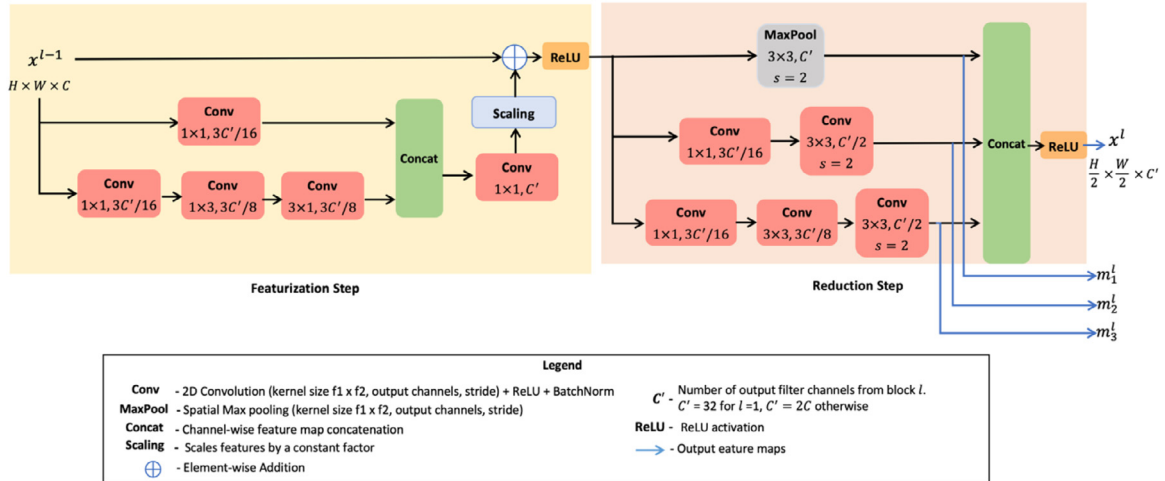 x^{l-1}
H × W × C
Conv
1×1, 3C′/16
Conv
1×1, 3C′/16
Conv
1×3, 3C′/8
Conv
3×1, 3C′/8
Concat
Conv
1×1, C′
Scaling
ReLU
Featurization Step
MaxPool
3×3, C′
s = 2
Conv
1×1, 3C′/16
Conv
3×3, C′/2
s = 2
Conv
1×1, 3C′/16
Conv
3×3, 3C′/8
Conv
3×3, C′/2
s = 2
Concat
ReLU
x^l
H/2 × W/2 × C′
Reduction Step
m_1^l
m_2^l
m_3^l
Legend
Conv - 2D Convolution (kernel size f1 x f2, output channels, stride) + ReLU + BatchNorm
MaxPool - Spatial Max pooling (kernel size f1 x f2, output channels, stride)
Concat - Channel-wise feature map concatenation
Scaling - Scales features by a constant factor
⊕ - Element-wise Addition
C′ - Number of output filter channels from block l.
C′ = 32 for l =1, C′ = 2C otherwise
ReLU - ReLU activation
→ - Output eature maps